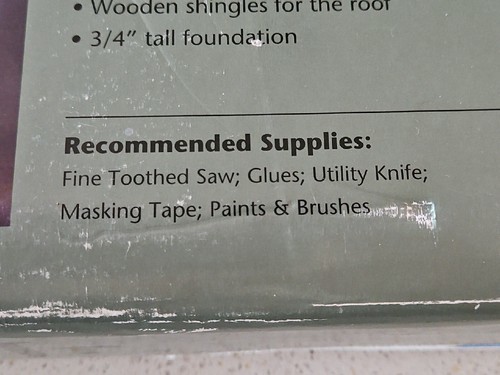 • Wooden shingles for the roof
• 3/4" tall foundation
Recommended Supplies:
Fine Toothed Saw; Glues; Utility Knife;
Masking Tape; Paints & Brushes